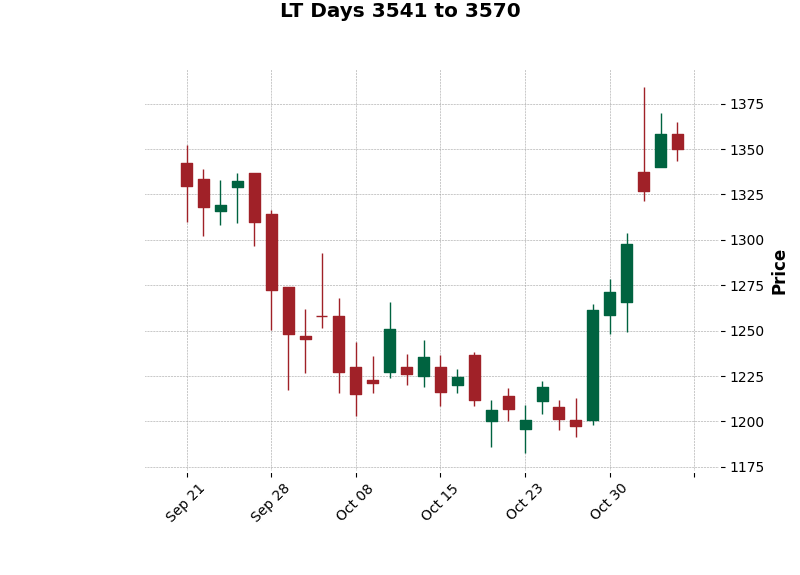 LT Days 3541 to 3570
1375
1350
1325
1300
1275
1250
1225
1200
1175
Price
Sep 21
Sep 28
Oct 08
Oct 15
Oct 23
Oct 30